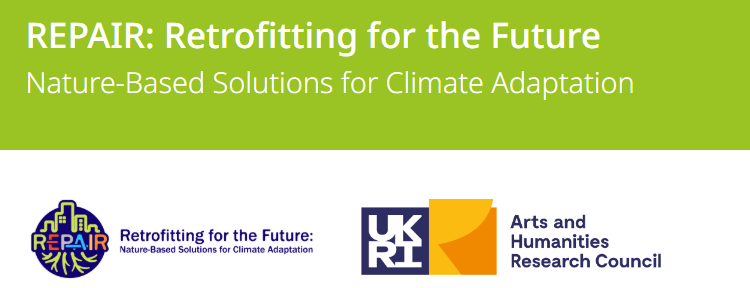 REPAIR: Retrofitting for the Future
Nature-Based Solutions for Climate Adaptation
REPAIR
Retrofitting for the Future:
Nature-Based Solutions for Climate Adaptation
UK
RI
Arts and
Humanities
Research Council